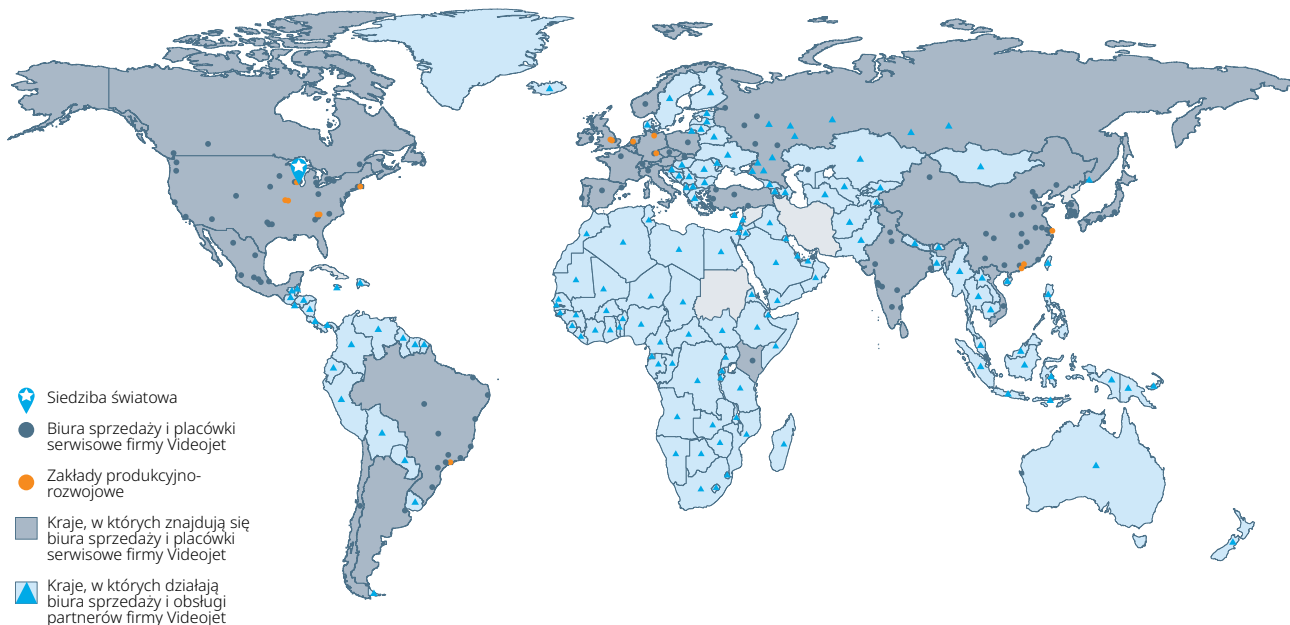 Siedziba światowa
Biura sprzedaży i placówki
serwisowe firmy Videojet
Zakłady produkcyjno-
rozwojowe
Kraje, w których znajdują się
biura sprzedaży i placówki
serwisowe firmy Videojet
Kraje, w których działają
biura sprzedaży i obsługi
partnerów firmy Videojet